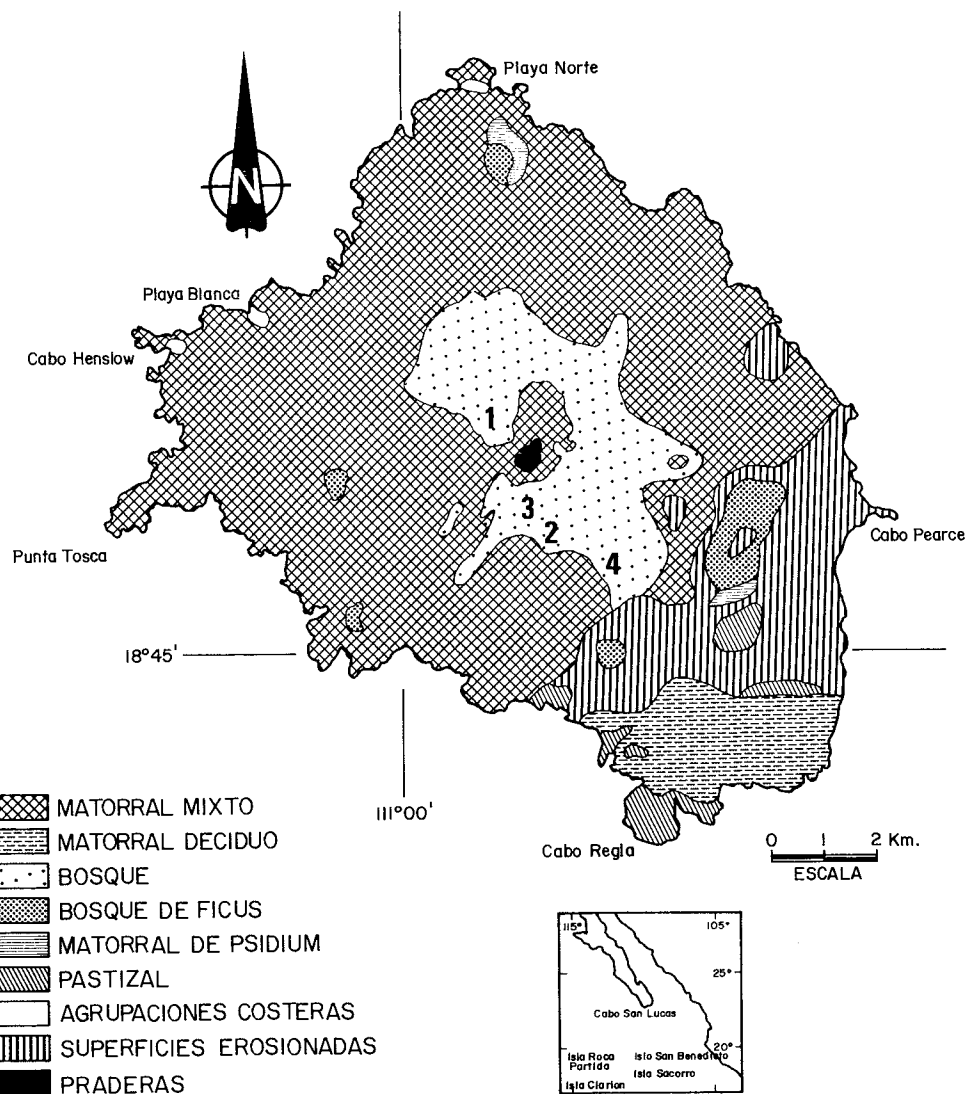 Playa Norte
N
Playa Blanca
Cabo Henslow
1
3
2
4
Cabo Pearce
Punta Tosca
18°45'
111°00'
Cabo Regla
0 1 2 Km.
ESCALA
MATORRAL MIXTO
MATORRAL DECIDUO
BOSQUE
BOSQUE DE FICUS
MATORRAL DE PSIDIUM
PASTIZAL
AGRUPACIONES COSTERAS
SUPERFICIES EROSIONADAS
PRADERAS
115° 105°
25°
Cabo San Lucas
20°
Isla Roca
Partida
Isla San Benedicto
Isla Socorro
Isla Clarion